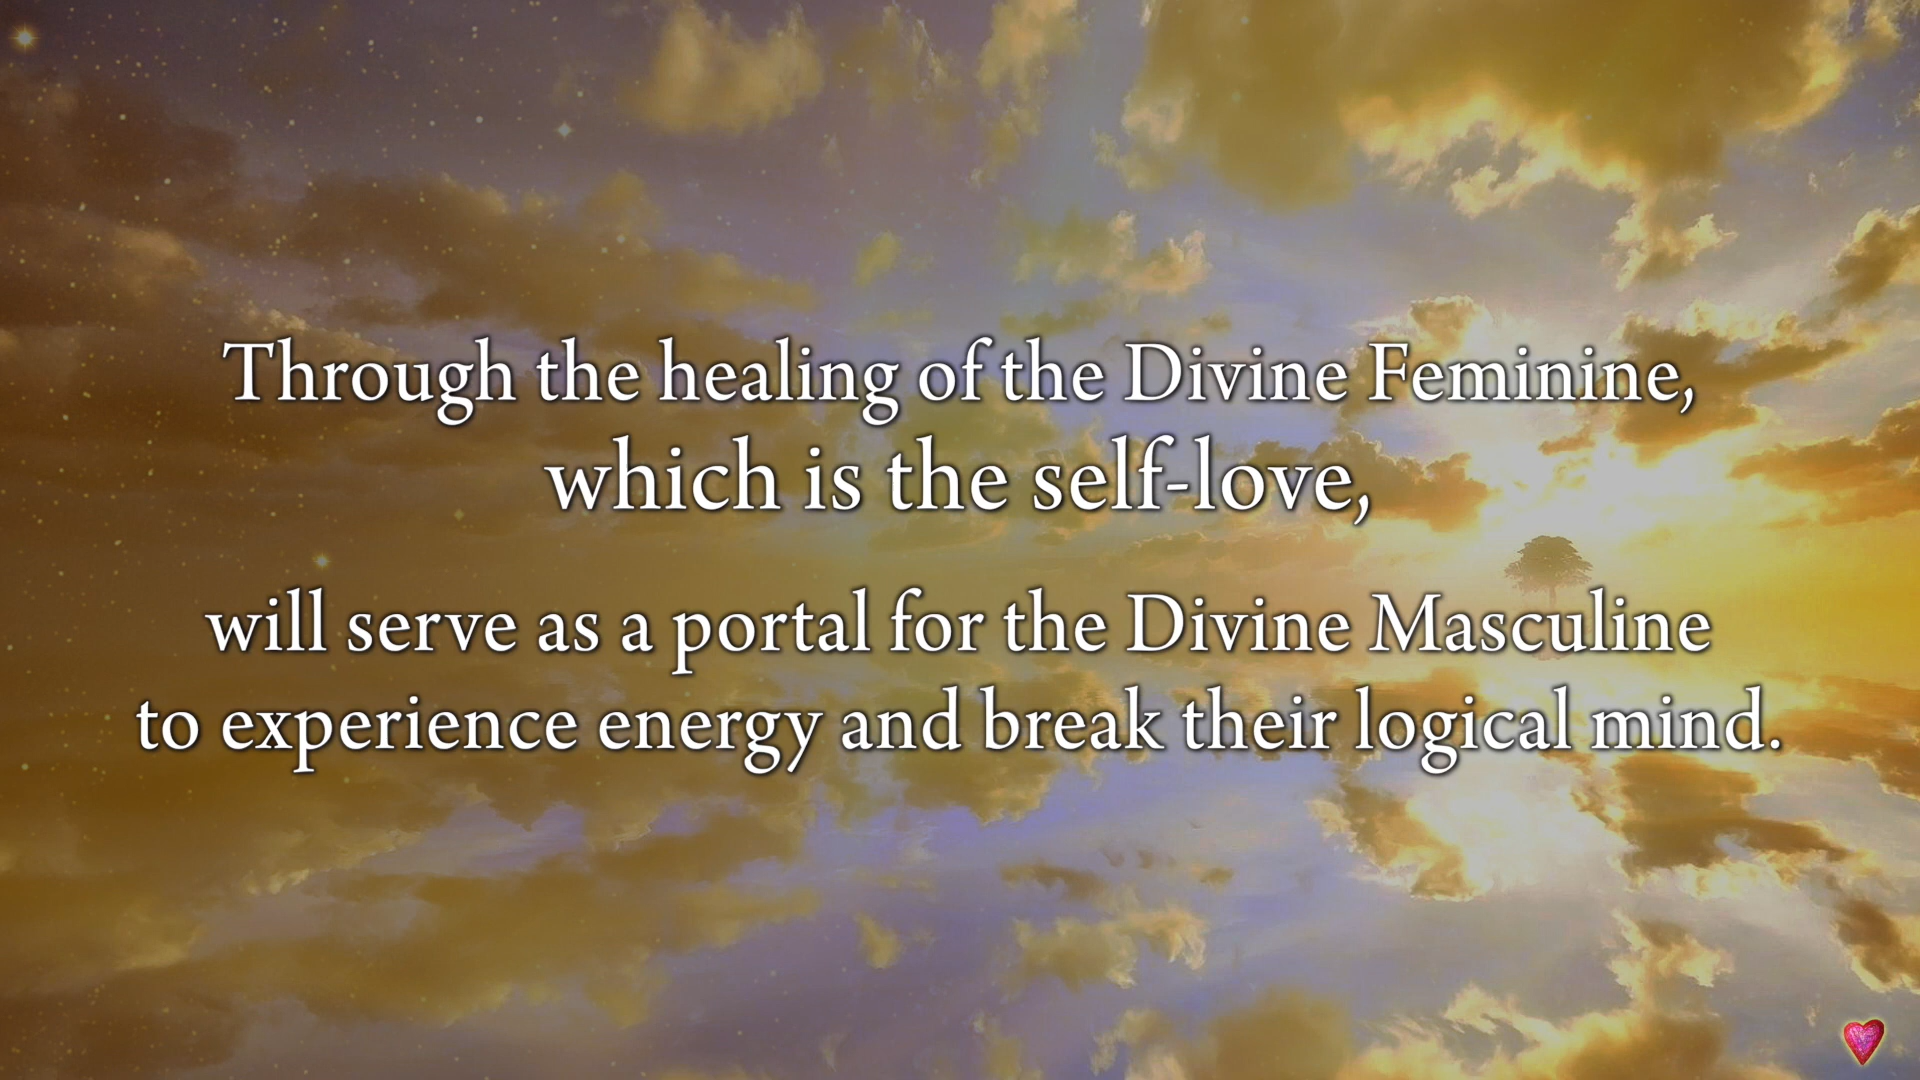 Through the healing of the Divine Feminine,
which is the self-love,
will serve as a portal for the Divine Masculine
to experience energy and break their logical mind.